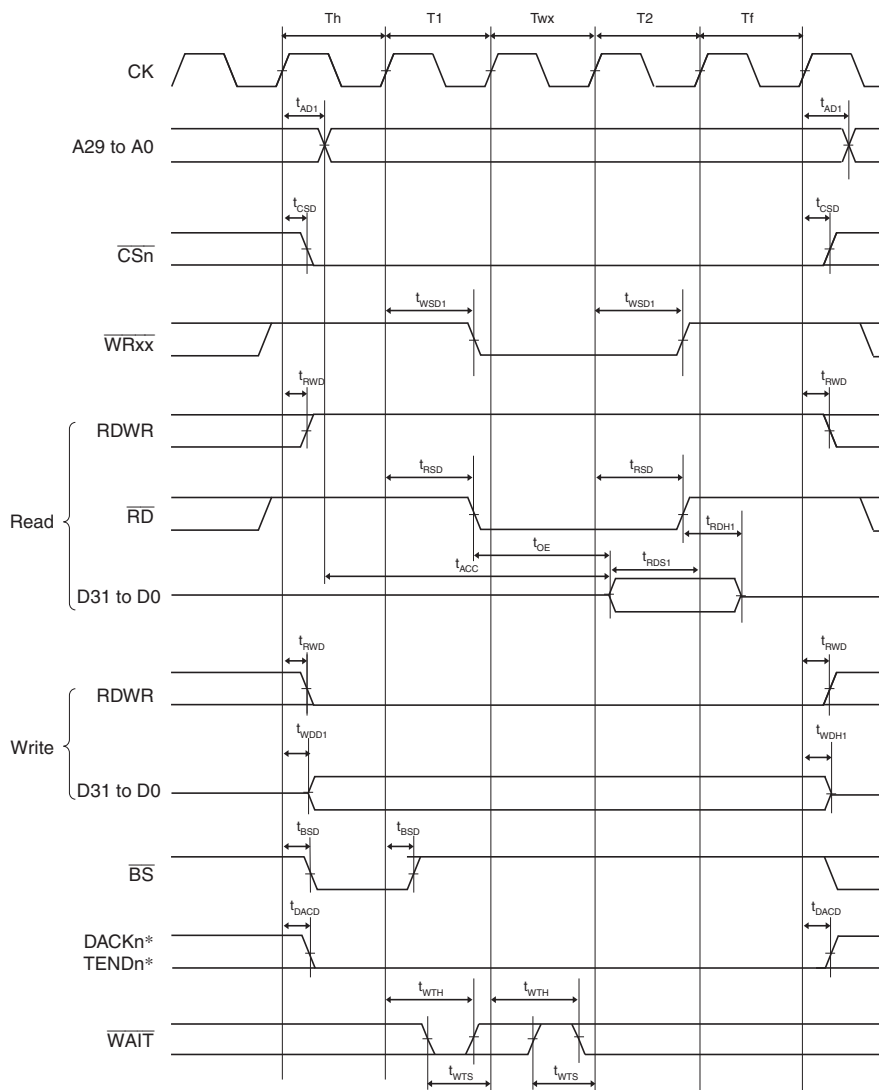 Th T1 Twx T2 Tf
CK
tAD1 tAD1
A29 to A0
tCSD tCSD
CSn
tWSD1 tWSD1
WRxx
tRWD tRWD
RDWR
tRSD tRSD
Read
RD
tRDH1
tOE
tACC tRDS1
D31 to D0
tRWD tRWD
RDWR
Write
tWDD1 tWDH1
D31 to D0
tBSD tBSD
BS
tDACD tDACD
DACKn*
TENDn*
tWTH tWTH
WAIT
tWTS tWTS